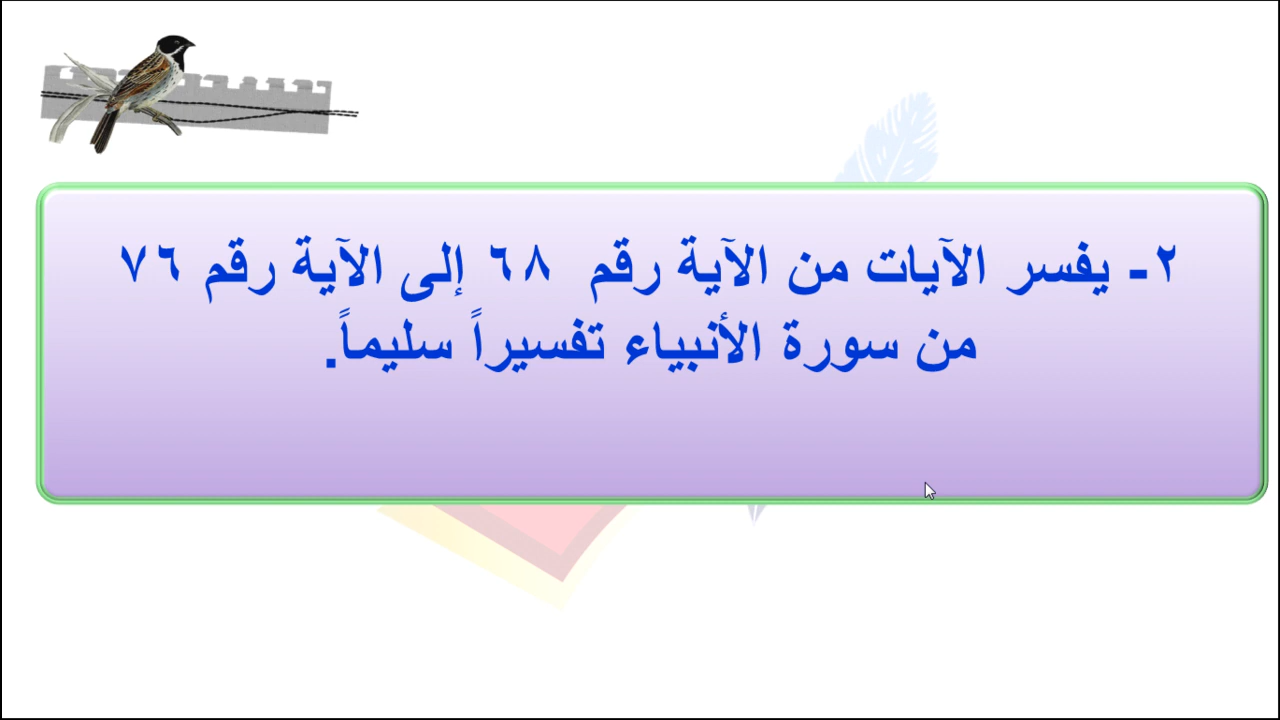 ٢- يفسر الآيات من الآية رقم ٦٨ إلى الآية رقم ٧٦
من سورة الأنبياء تفسيراً سليماً.